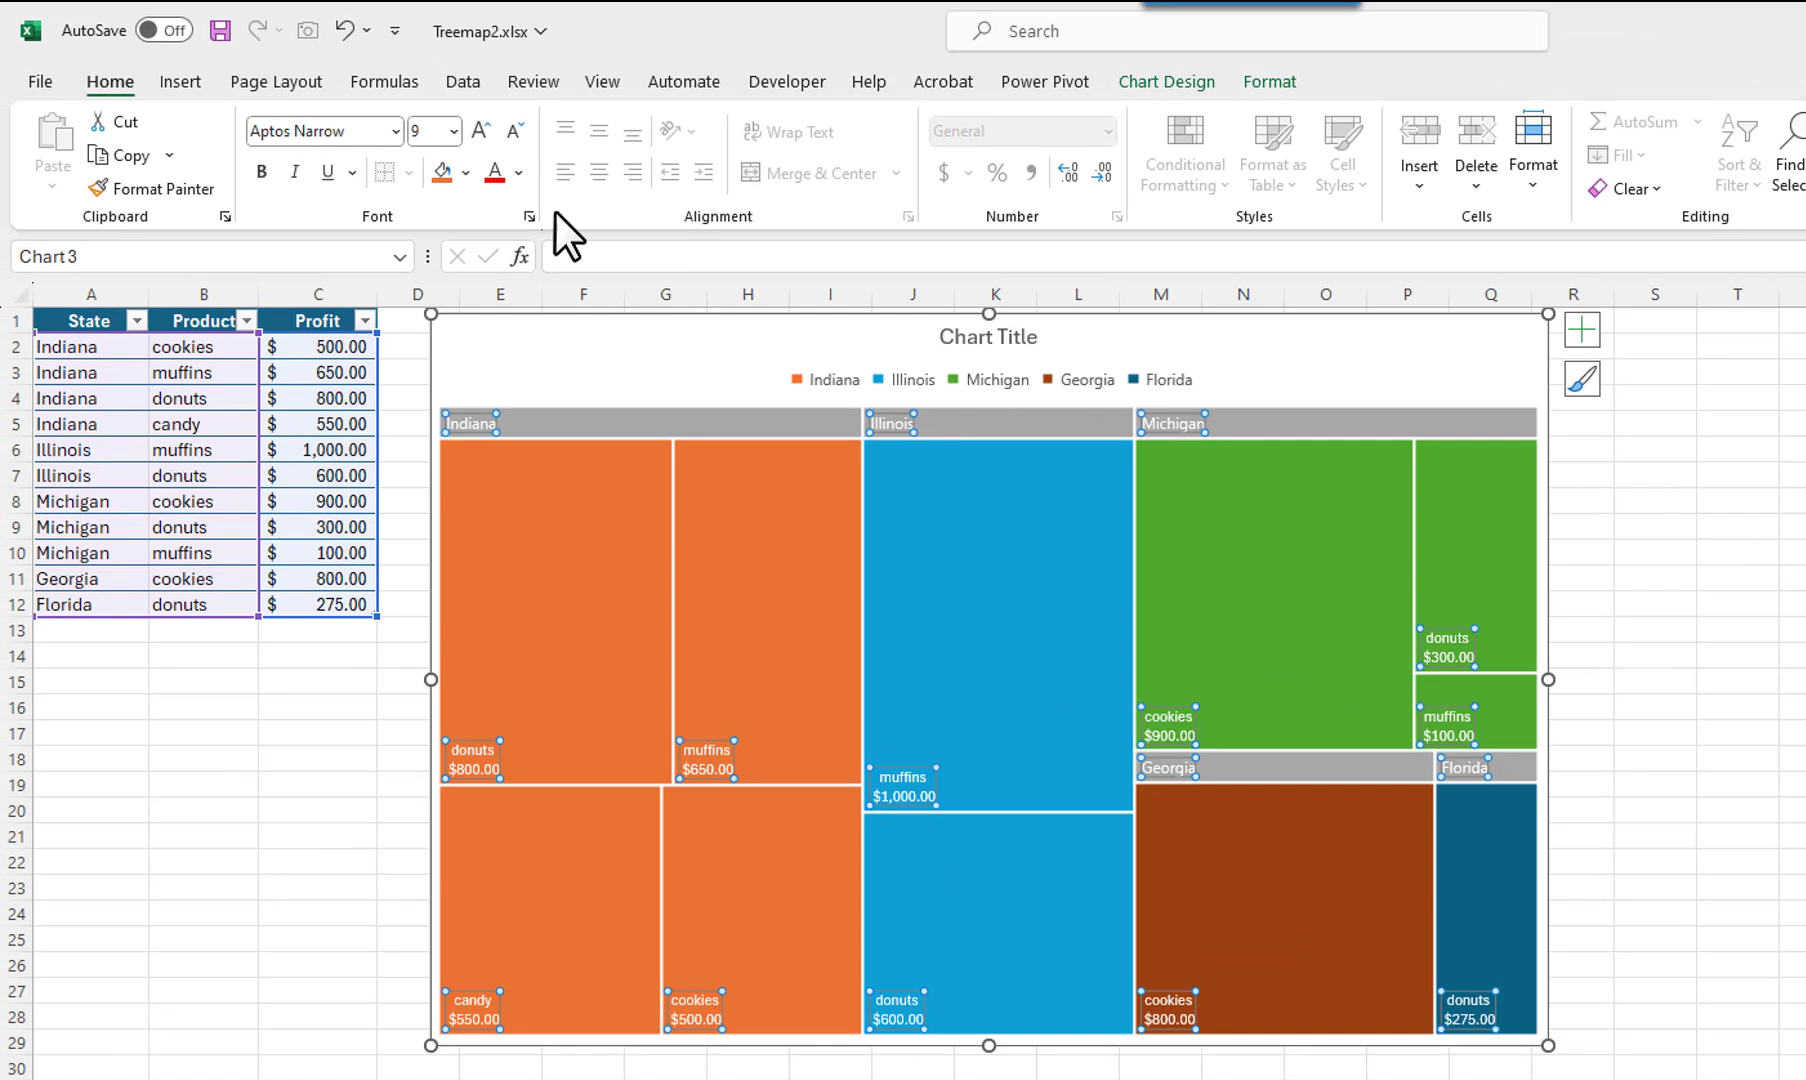 AutoSave Off Treemap2.xlsx Search
File Home Insert Page Layout Formulas Data Review View Automate Developer Help Acrobat Power Pivot Chart Design Format
Paste
Cut
Copy
Format Painter
Clipboard
Aptos Narrow 9
B I U A
Font
ab Wrap Text
Merge & Center
Alignment
General
$ % 9 .00 .00
Number
Conditional Formatting
Format as Table
Cell Styles
Styles
Insert Delete Format
Cells
AutoSum
Fill
Clear
Sort & Filter
Find
Selec
Editing
Chart 3 fx
A B C D E F G H I J K L M N O P Q R S T
1 State Product Profit
2 Indiana cookies $ 500.00
3 Indiana muffins $ 650.00
4 Indiana donuts $ 800.00
5 Indiana candy $ 550.00
6 Illinois muffins $ 1,000.00
7 Illinois donuts $ 600.00
8 Michigan cookies $ 900.00
9 Michigan donuts $ 300.00
10 Michigan muffins $ 100.00
11 Georgia cookies $ 800.00
12 Florida donuts $ 275.00
13
14
15
16
17
18
19
20
21
22
23
24
25
26
27
28
29
30
Chart Title
Indiana Illinois Michigan Georgia Florida
Indiana
donuts
$800.00
muffins
$650.00
candy
$550.00
cookies
$500.00
Illinois
muffins
$1,000.00
donuts
$600.00
Michigan
cookies
$900.00
donuts
$300.00
muffins
$100.00
Georgia
cookies
$800.00
Florida
donuts
$275.00